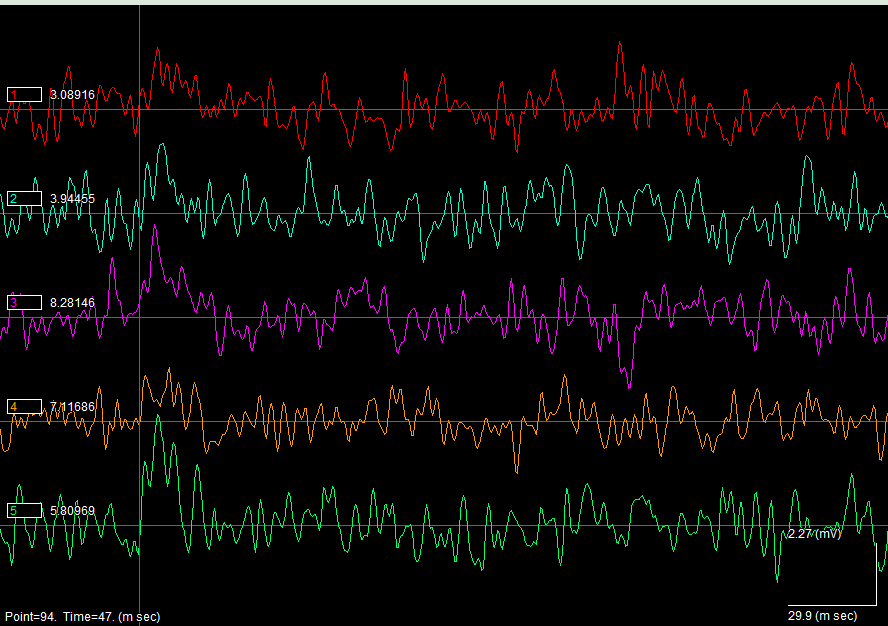 1 3.08916
2 3.94455
3 8.28146
4 7.11686
5 5.80969
2.27 (mV)
Point=94. Time=47. (m sec)
29.9 (m sec)